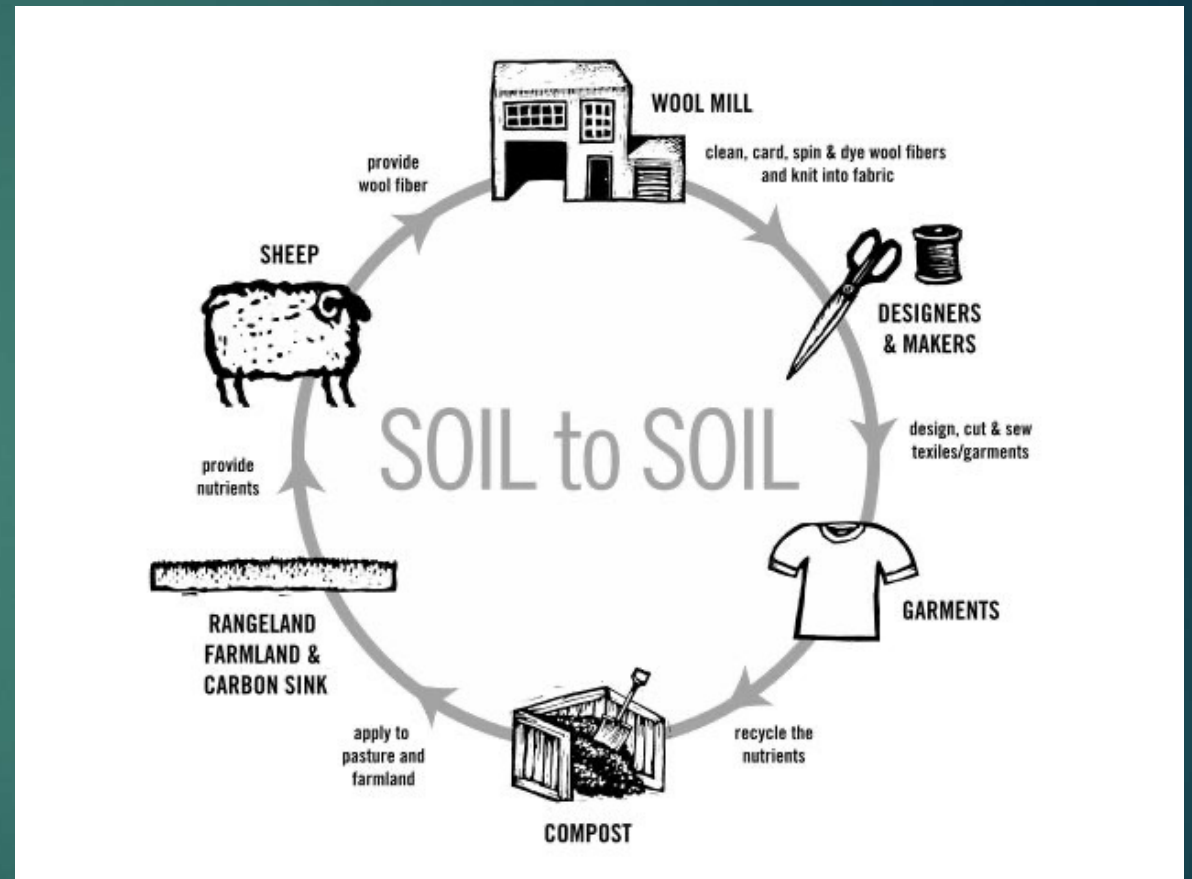 WOOL MILL
clean, card, spin & dye wool fibers
and knit into fabric
DESIGNERS
& MAKERS
design, cut & sew
texiles/garments
GARMENTS
recycle the
nutrients
COMPOST
apply to
pasture and
farmland
RANGELAND
FARMLAND &
CARBON SINK
provide
nutrients
SHEEP
provide
wool fiber
SOIL to SOIL